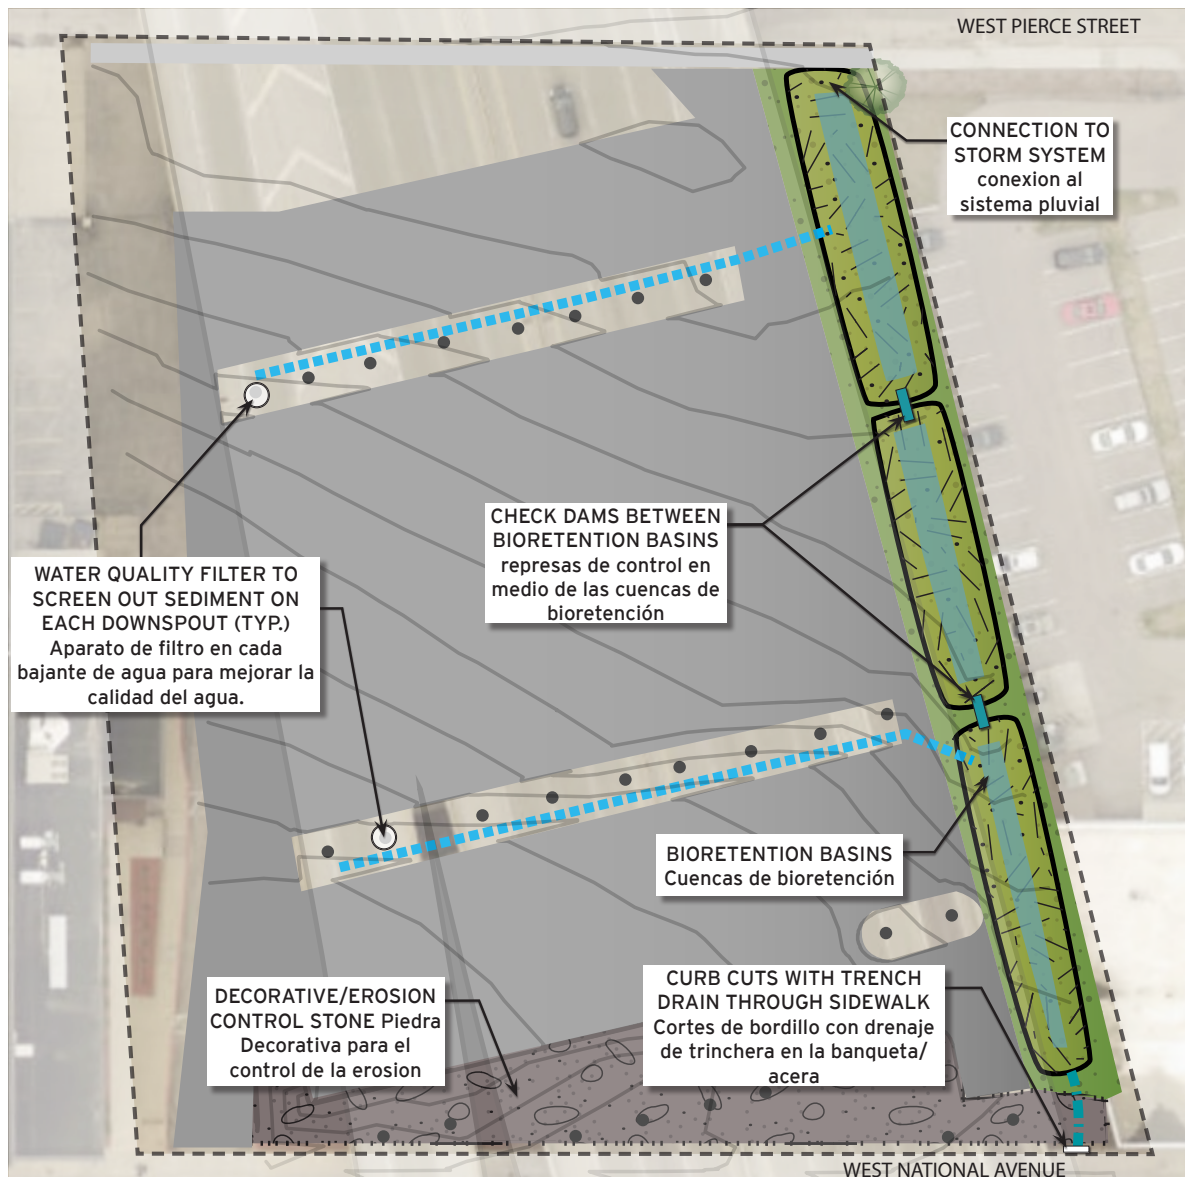 WEST PIERCE STREET
CONNECTION TO
STORM SYSTEM
conexion al
sistema pluvial
CHECK DAMS BETWEEN
BIORETENTION BASINS
represas de control en
medio de las cuencas de
bioretención
WATER QUALITY FILTER TO
SCREEN OUT SEDIMENT ON
EACH DOWNSPOUT (TYP.)
Aparato de filtro en cada
bajante de agua para mejorar la
calidad del agua.
BIORETENTION BASINS
Cuencas de bioretención
DECORATIVE/EROSION
CONTROL STONE Piedra
Decorativa para el
control de la erosion
CURB CUTS WITH TRENCH
DRAIN THROUGH SIDEWALK
Cortes de bordillo con drenaje
de trinchera en la banqueta/
acera
WEST NATIONAL AVENUE